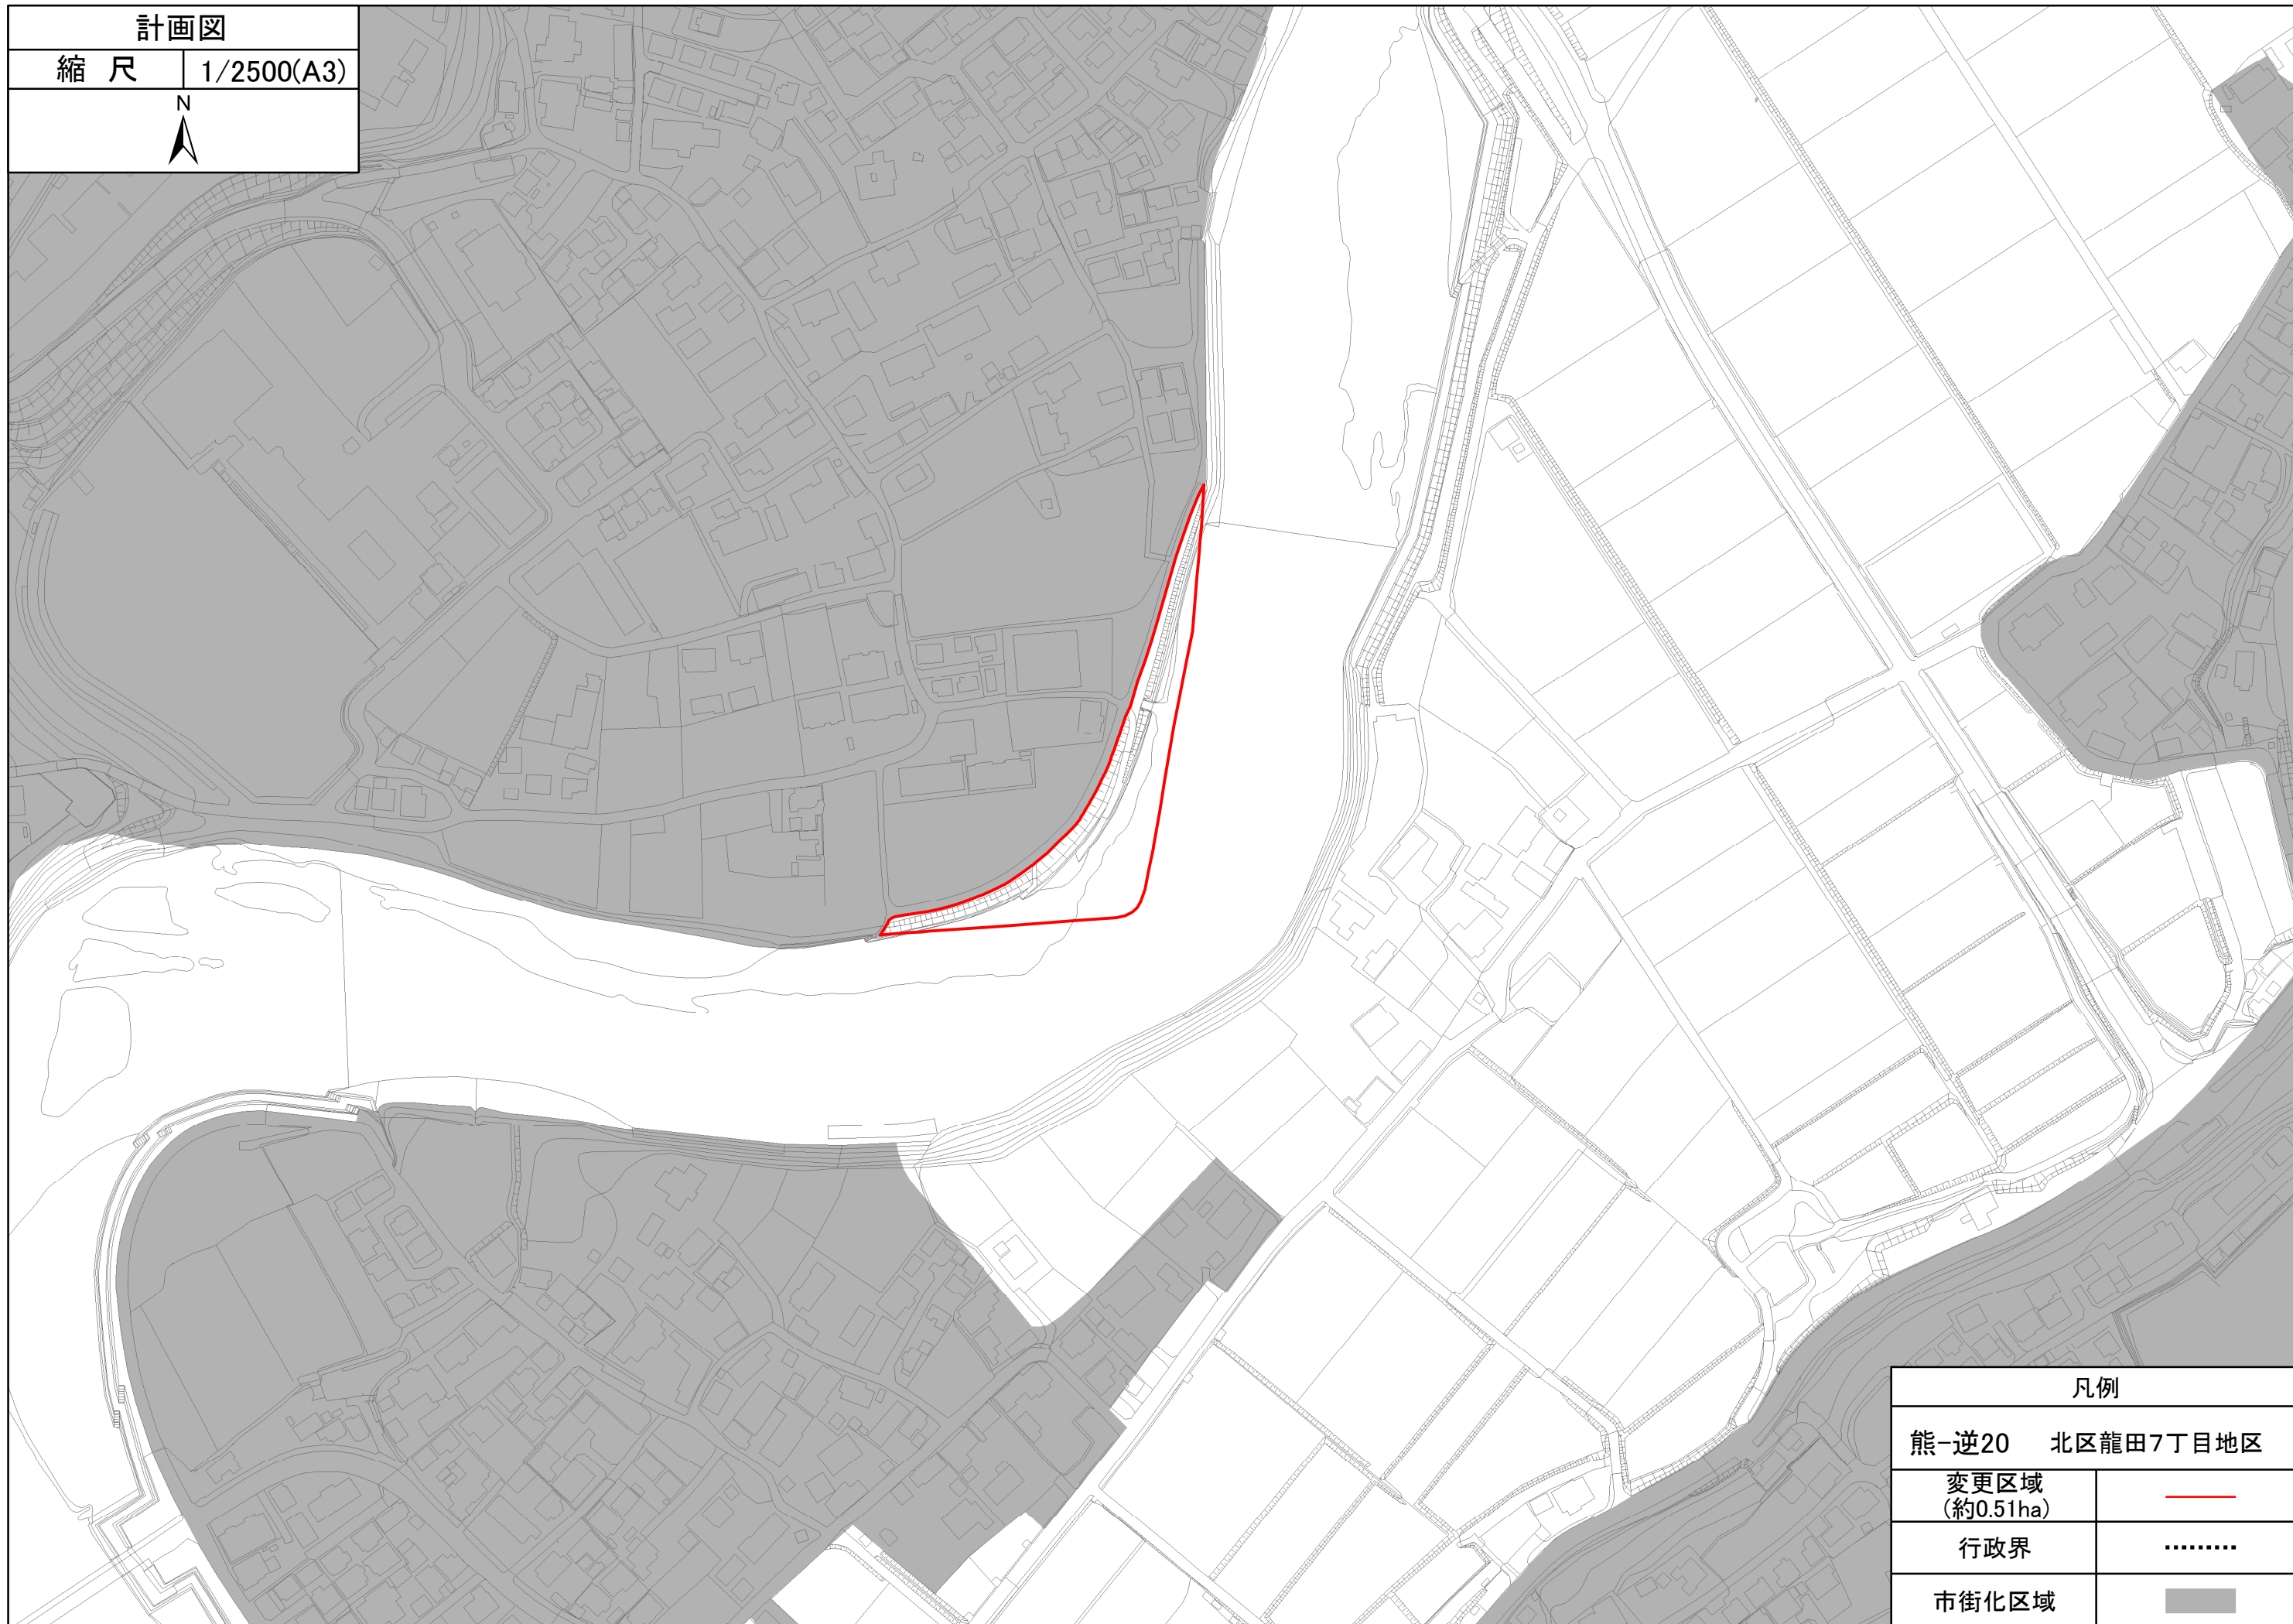 計画図
縮 尺 1/2500(A3)
N
凡例
熊-逆20 北区龍田7丁目地区
変更区域
(約0.51ha)
行政界
市街化区域